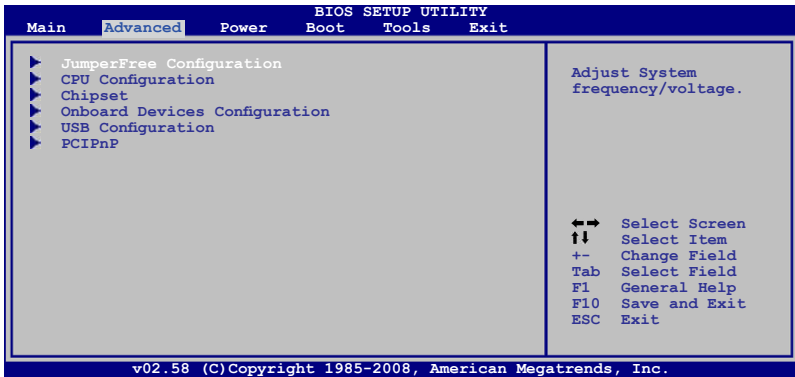 BIOS SETUP UTILITY
Main Advanced Power Boot Tools Exit
JumperFree Configuration
CPU Configuration
Chipset
Onboard Devices Configuration
USB Configuration
PCIPnP
Adjust System
frequency/voltage.
←→ Select Screen
↑↓ Select Item
+- Change Field
Tab Select Field
F1 General Help
F10 Save and Exit
ESC Exit
v02.58 (C)Copyright 1985-2008, American Megatrends, Inc.